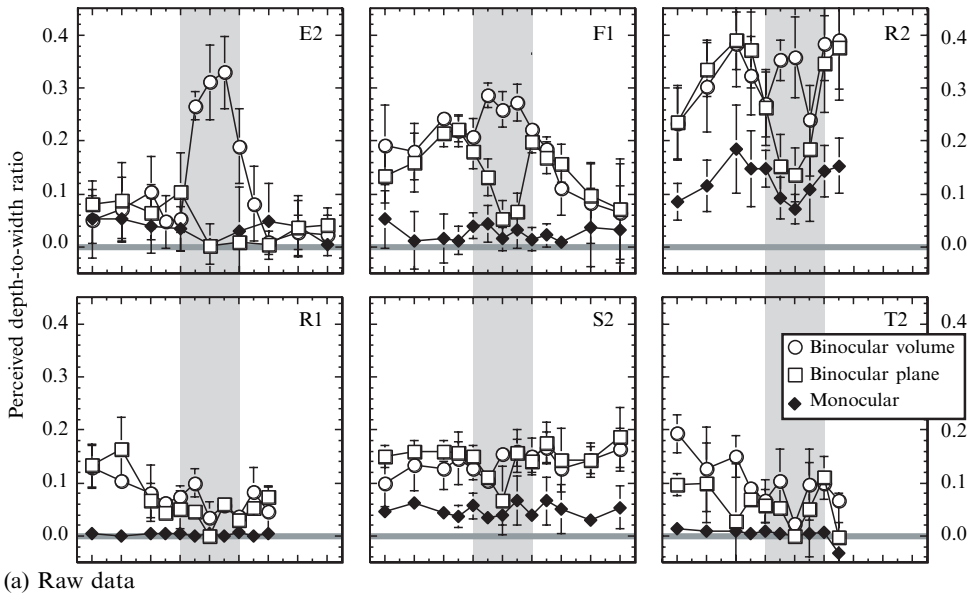 E2
F1
R2
0.4
0.3
0.2
0.1
0.0
0.4
0.3
0.2
0.1
0.0
Perceived depth-to-width ratio
R1
S2
T2
0.4
0.3
0.2
0.1
0.0
0.4
0.2
0.1
0.0
Binocular volume
Binocular plane
Monocular
(a) Raw data